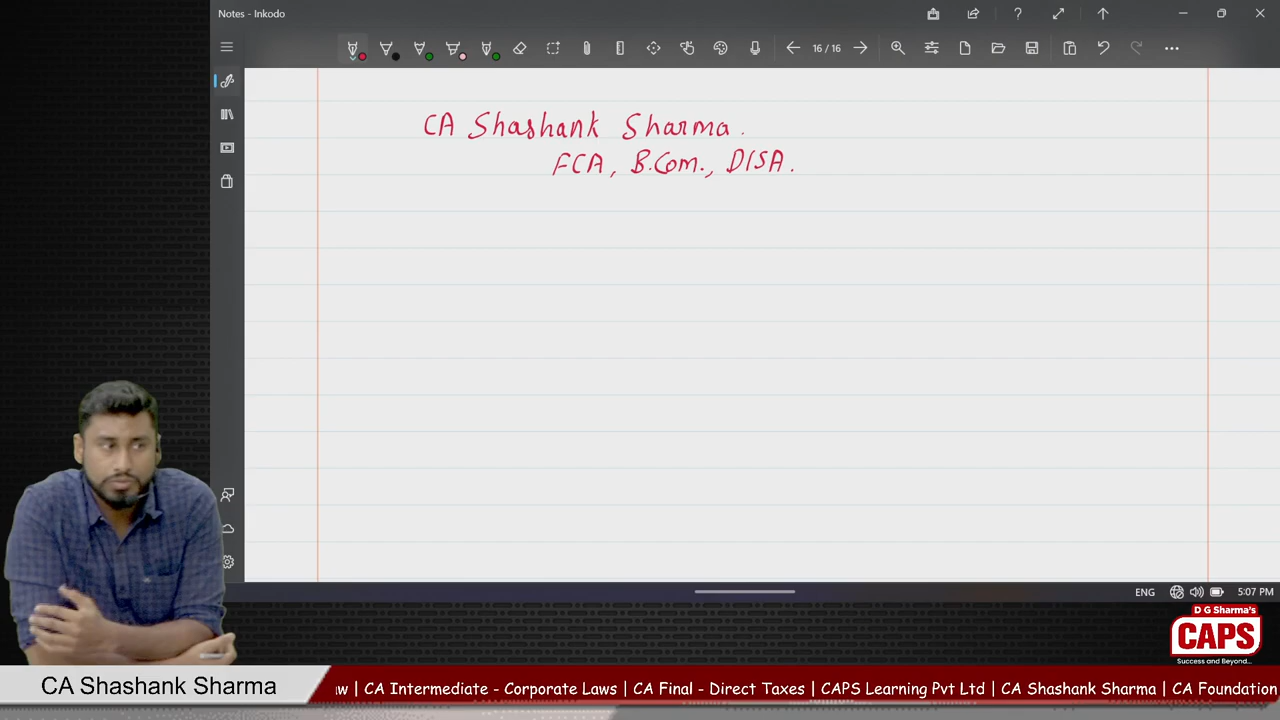 Notes - Inkodo
16 / 16
CA Shashank Sharma.
FCA, B.Com., DISA.
ENG
5:07 PM
D G Sharma's
CAPS
Success and Beyond...
CA Shashank Sharma
w | CA Intermediate - Corporate Laws | CA Final - Direct Taxes | CAPS Learning Pvt Ltd | CA Shashank Sharma | CA Foundation